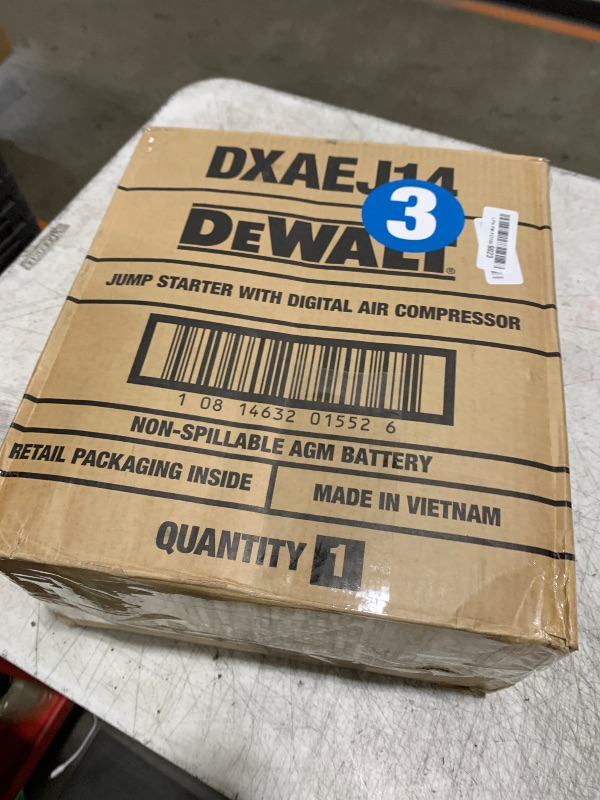 DXAEJ14
3
DEWALT
®
JUMP STARTER WITH DIGITAL AIR COMPRESSOR
1 08 14632 01552 6
NON-SPILLABLE AGM BATTERY
RETAIL PACKAGING INSIDE
MADE IN VIETNAM
QUANTITY 1